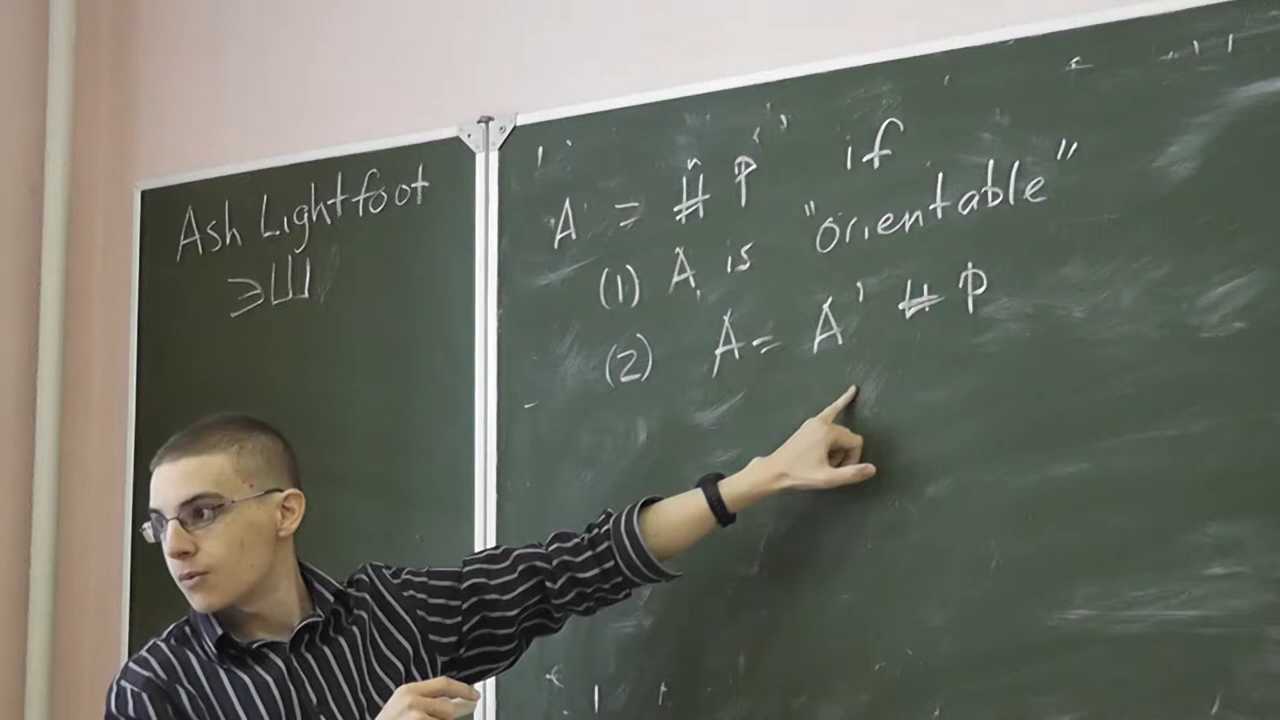 Ash Lightfoot
ЭШ
A = # P if
(1) A is "orientable"
(2) A = A' # P